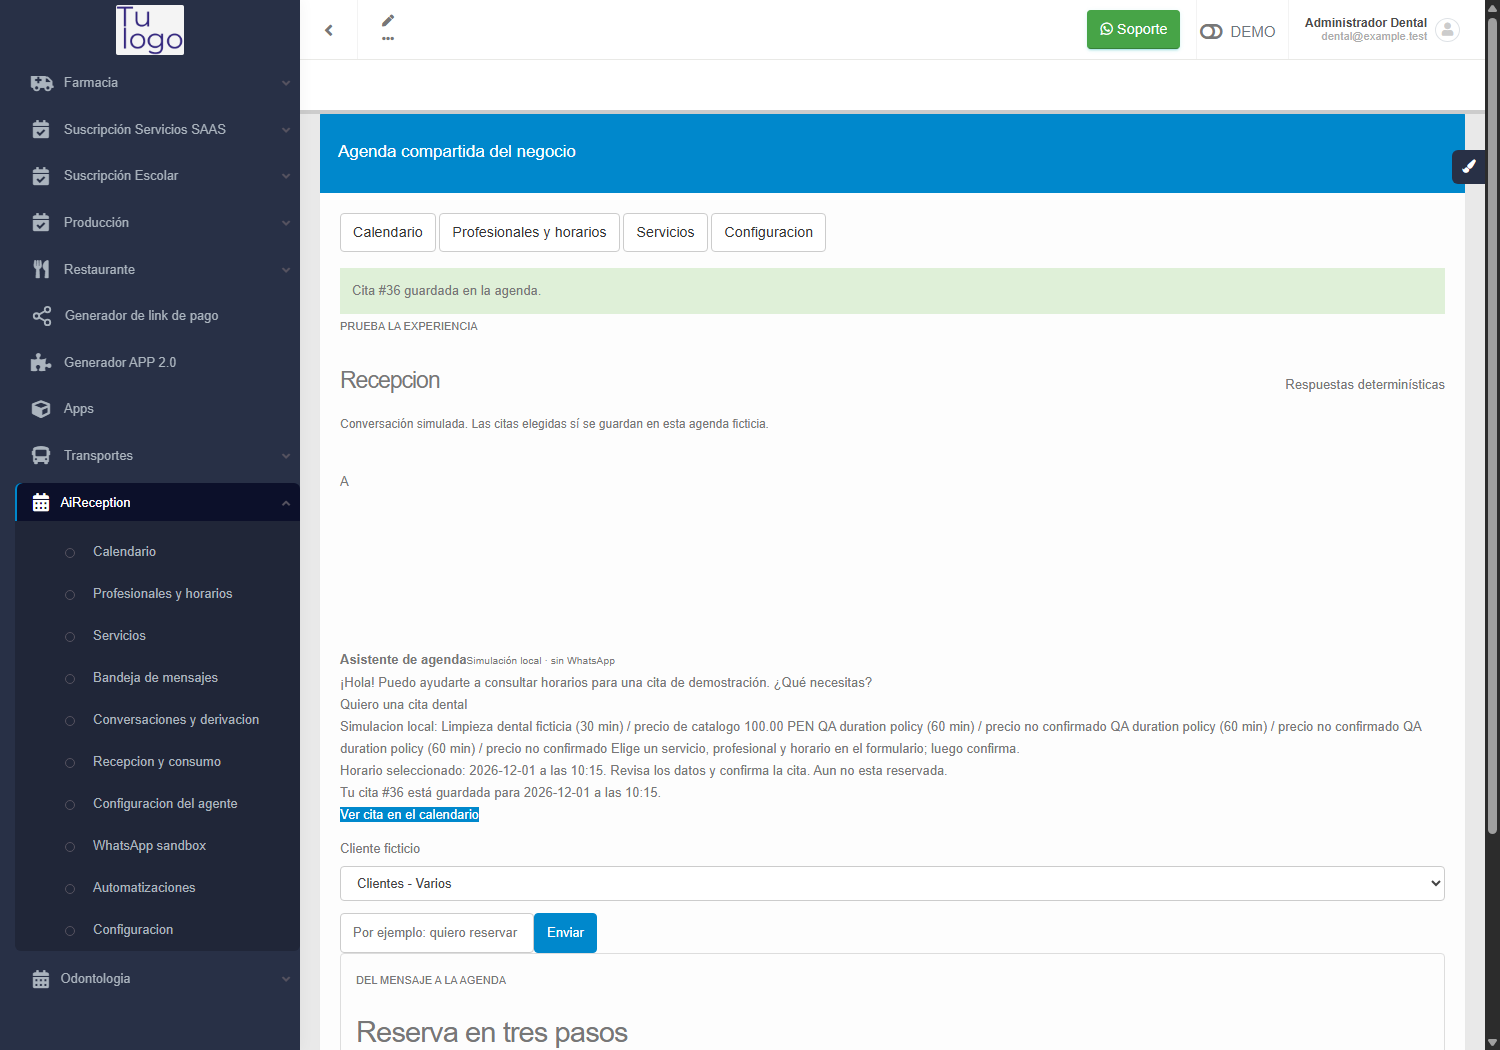 Tu
logo
Farmacia
Suscripción Servicios SAAS
Suscripción Escolar
Producción
Restaurante
Generador de link de pago
Generador APP 2.0
Apps
Transportes
AiReception
Calendario
Profesionales y horarios
Servicios
Bandeja de mensajes
Conversaciones y derivacion
Recepcion y consumo
Configuracion del agente
WhatsApp sandbox
Automatizaciones
Configuracion
Odontologia
Soporte
DEMO
Administrador Dental
dental@example.test
Agenda compartida del negocio
Calendario
Profesionales y horarios
Servicios
Configuracion
Cita #36 guardada en la agenda.
PRUEBA LA EXPERIENCIA
Recepcion
Respuestas determinísticas
Conversación simulada. Las citas elegidas sí se guardan en esta agenda ficticia.
A
Asistente de agendaSimulación local · sin WhatsApp
¡Hola! Puedo ayudarte a consultar horarios para una cita de demostración. ¿Qué necesitas?
Quiero una cita dental
Simulacion local: Limpieza dental ficticia (30 min) / precio de catalogo 100.00 PEN QA duration policy (60 min) / precio no confirmado QA duration policy (60 min) / precio no confirmado QA
duration policy (60 min) / precio no confirmado Elige un servicio, profesional y horario en el formulario; luego confirma.
Horario seleccionado: 2026-12-01 a las 10:15. Revisa los datos y confirma la cita. Aun no esta reservada.
Tu cita #36 está guardada para 2026-12-01 a las 10:15.
Ver cita en el calendario
Cliente ficticio
Clientes - Varios
Por ejemplo: quiero reservar
Enviar
DEL MENSAJE A LA AGENDA
Reserva en tres pasos